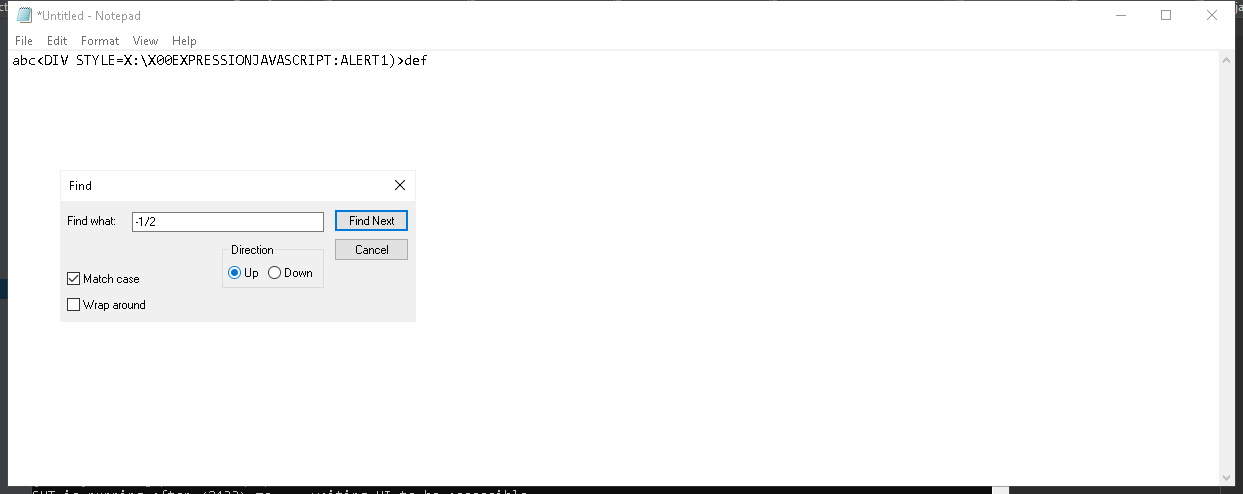 *Untitled - Notepad
File Edit Format View Help
abc<DIV STYLE=X:\X00EXPRESSIONJAVASCRIPT:ALERT1)>def
Find
Find what: -1/2 Find Next
Direction Cancel
Up Down
Match case
Wrap around